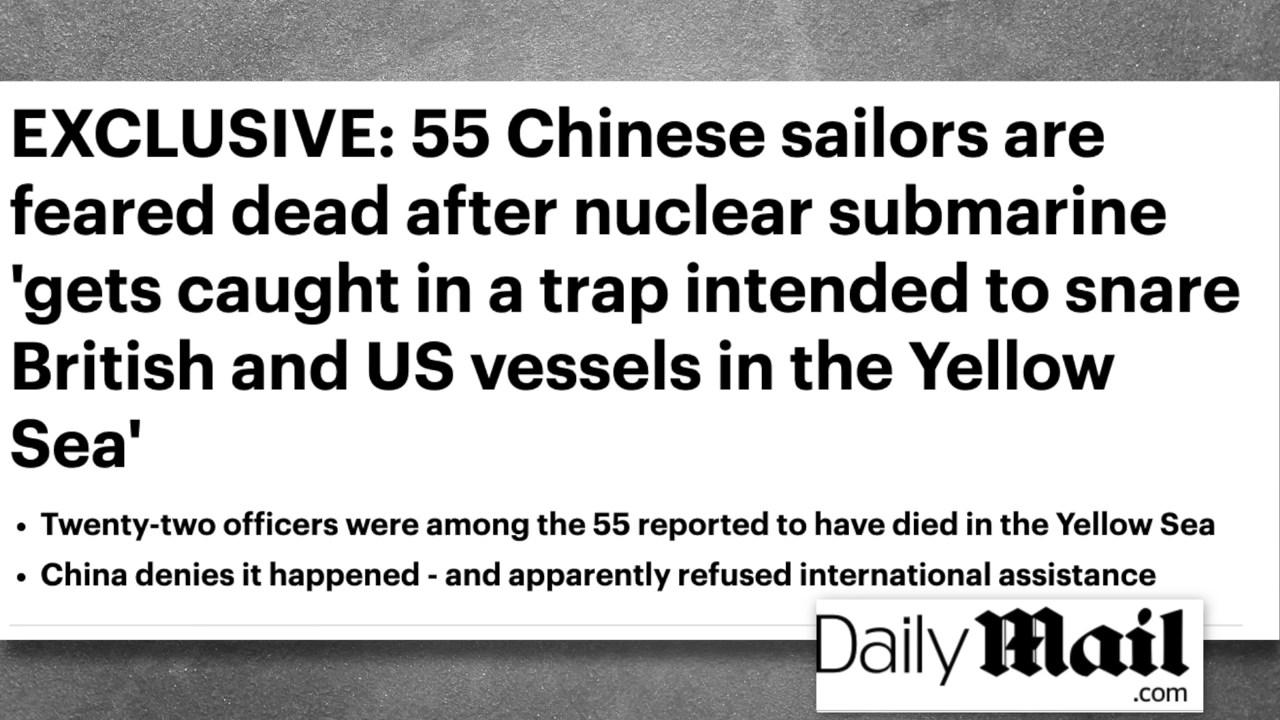 EXCLUSIVE: 55 Chinese sailors are
feared dead after nuclear submarine
'gets caught in a trap intended to snare
British and US vessels in the Yellow
Sea'
• Twenty-two officers were among the 55 reported to have died in the Yellow Sea
• China denies it happened - and apparently refused international assistance
Daily Mail
.com